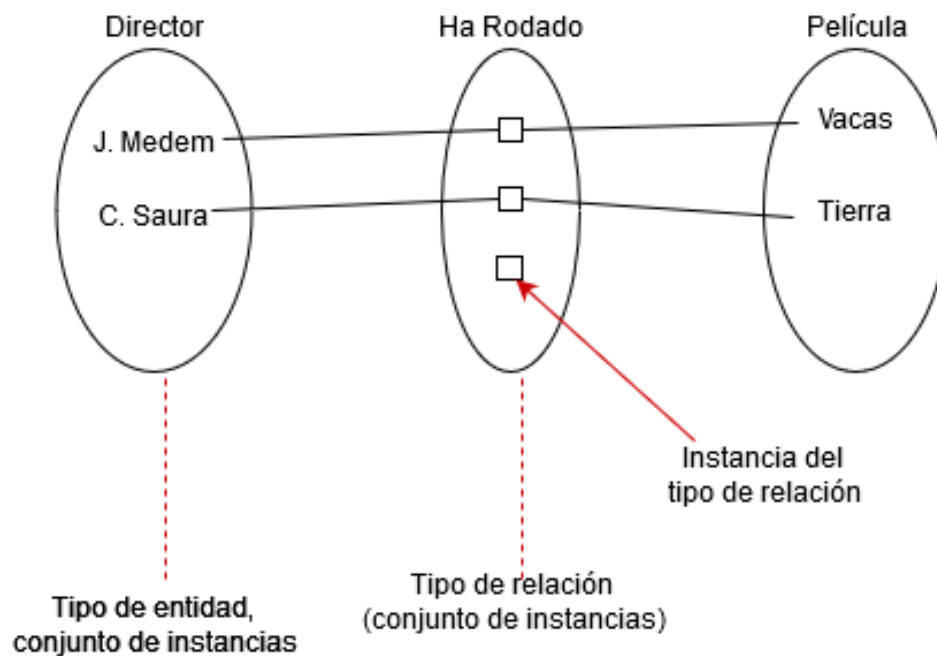 Director
Ha Rodado
Película
J. Medem
Vacas
C. Saura
Tierra
Instancia del
tipo de relación
Tipo de entidad,
conjunto de instancias
Tipo de relación
(conjunto de instancias)